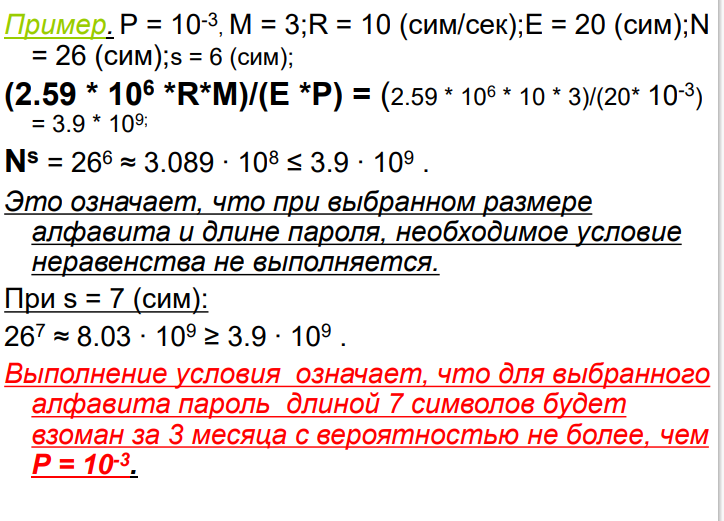 Пример. P = 10⁻³, M = 3;R = 10 (сим/сек);E = 20 (сим);N
= 26 (сим);s = 6 (сим);
(2.59 * 10⁶ *R*M)/(E *P) = (2.59 * 10⁶ * 10 * 3)/(20* 10⁻³)
= 3.9 * 10⁹;
Nˢ = 26⁶ ≈ 3.089 · 10⁸ ≤ 3.9 · 10⁹ .
Это означает, что при выбранном размере
алфавита и длине пароля, необходимое условие
неравенства не выполняется.
При s = 7 (сим):
26⁷ ≈ 8.03 · 10⁹ ≥ 3.9 · 10⁹ .
Выполнение условия означает, что для выбранного
алфавита пароль длиной 7 символов будет
взоман за 3 месяца с вероятностью не более, чем
P = 10⁻³.